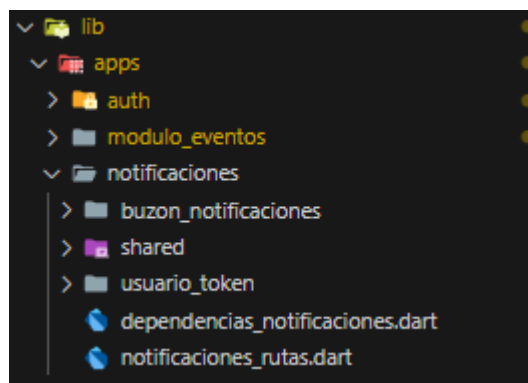 lib
apps
auth
modulo_eventos
notificaciones
buzon_notificaciones
shared
usuario_token
dependencias_notificaciones.dart
notificaciones_rutas.dart